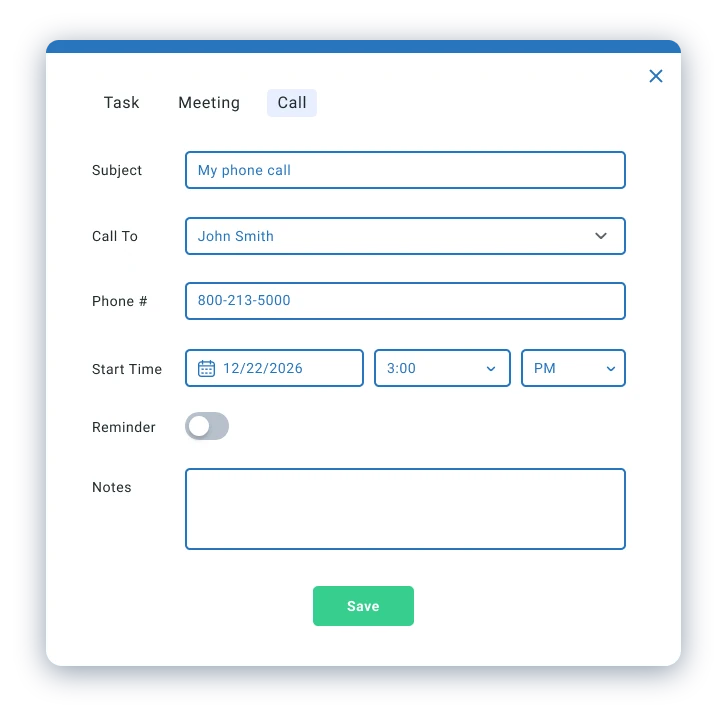 Task Meeting Call
Subject My phone call
Call To John Smith
Phone # 800-213-5000
Start Time 12/22/2026 3:00 PM
Reminder
Notes
Save